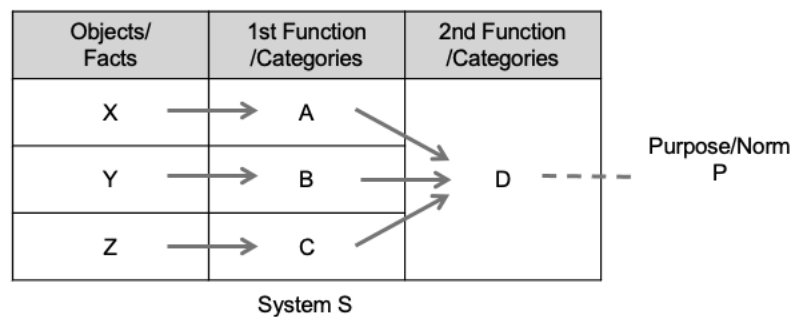 Objects/
Facts
1st Function
/Categories
2nd Function
/Categories
X
A
Y
B
D
Z
C
Purpose/Norm
P
System S